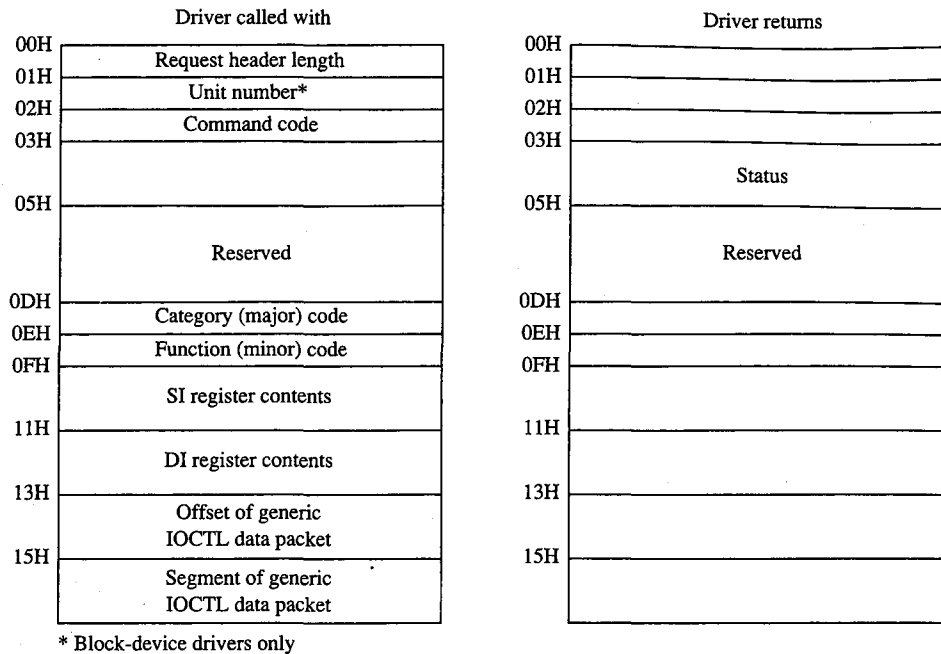 Driver called with
00H
Request header length
01H
Unit number*
02H
Command code
03H
05H
Reserved
0DH
Category (major) code
0EH
Function (minor) code
0FH
SI register contents
11H
DI register contents
13H
Offset of generic
IOCTL data packet
15H
Segment of generic
IOCTL data packet
* Block-device drivers only
Driver returns
00H
01H
02H
03H
Status
05H
Reserved
0DH
0EH
0FH
11H
13H
15H